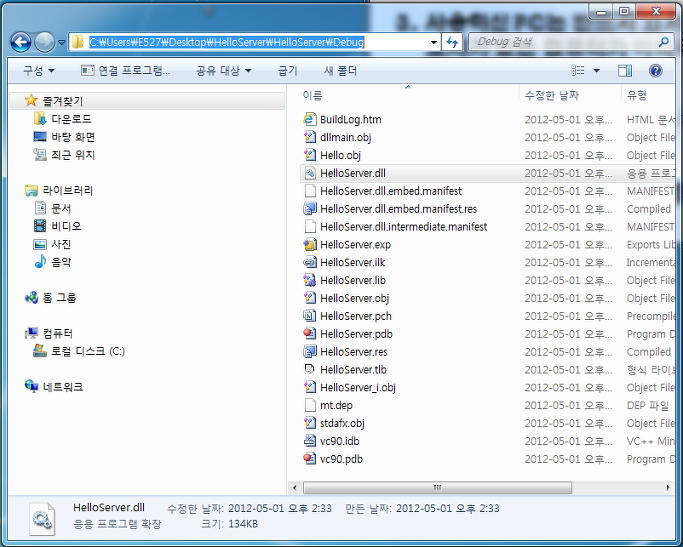 C:₩Users₩E527₩Desktop₩HelloServer₩HelloServer₩Debug
Debug 검색
구성
연결 프로그램...
공유 대상
굽기
새 폴더
즐겨찾기
다운로드
바탕 화면
최근 위치
라이브러리
문서
비디오
사진
음악
홈 그룹
컴퓨터
로컬 디스크 (C:)
네트워크
이름 수정한 날짜 유형
BuildLog.htm 2012-05-01 오후... HTML 문서
dllmain.obj 2012-05-01 오후... Object File
Hello.obj 2012-05-01 오후... Object File
HelloServer.dll 2012-05-01 오후... 응용 프로그
HelloServer.dll.embed.manifest 2012-05-01 오후... MANIFEST
HelloServer.dll.embed.manifest.res 2012-05-01 오후... Compiled
HelloServer.dll.intermediate.manifest 2012-05-01 오후... MANIFEST
HelloServer.exp 2012-05-01 오후... Exports Lib
HelloServer.ilk 2012-05-01 오후... Incrementa
HelloServer.lib 2012-05-01 오후... Object File
HelloServer.obj 2012-05-01 오후... Object File
HelloServer.pch 2012-05-01 오후... Precompile
HelloServer.pdb 2012-05-01 오후... Program D
HelloServer.res 2012-05-01 오후... Compiled
HelloServer.tlb 2012-05-01 오후... 형식 라이브
HelloServer_i.obj 2012-05-01 오후... Object File
mt.dep 2012-05-01 오후... DEP 파일
stdafx.obj 2012-05-01 오후... Object File
vc90.idb 2012-05-01 오후... VC++ Min
vc90.pdb 2012-05-01 오후... Program D
HelloServer.dll 수정한 날짜: 2012-05-01 오후 2:33 만든 날짜: 2012-05-01 오후 2:33
응용 프로그램 확장 크기: 134KB